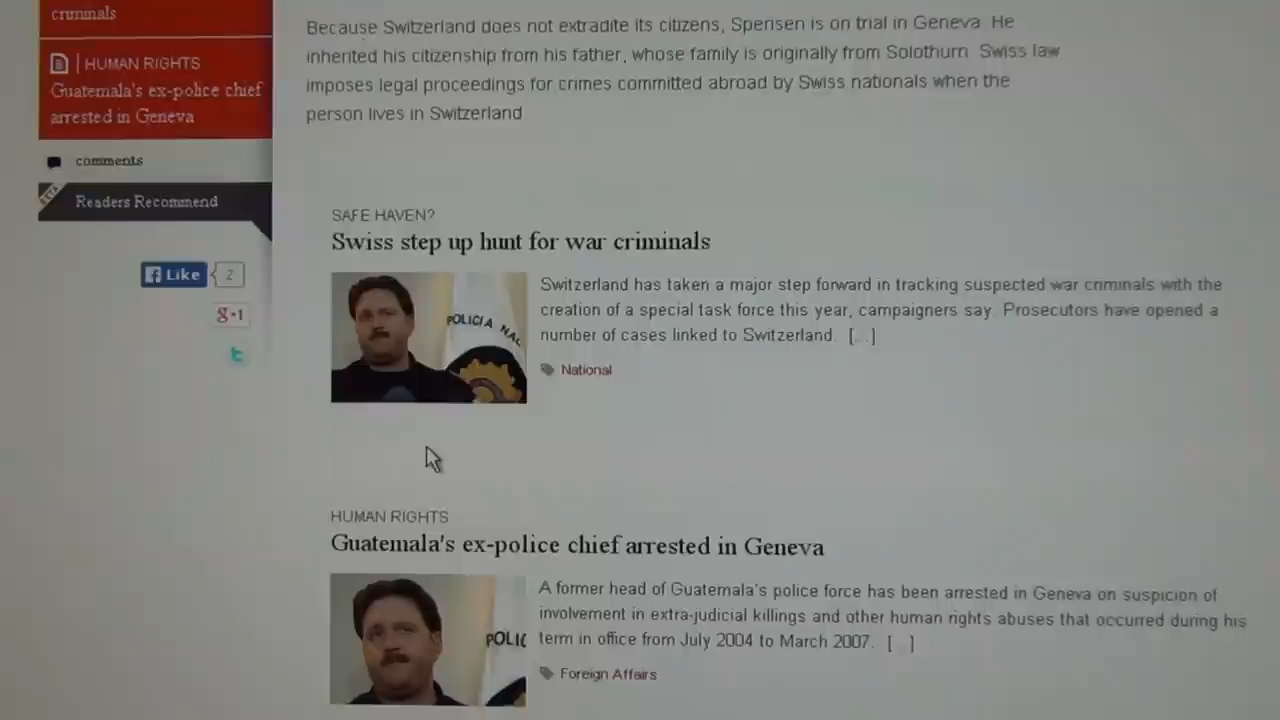 criminals
HUMAN RIGHTS
Guatemala's ex-police chief
arrested in Geneva
comments
BETA
Readers Recommend
Like 2
g+1
Because Switzerland does not extradite its citizens, Sperisen is on trial in Geneva. He
inherited his citizenship from his father, whose family is originally from Solothurn. Swiss law
imposes legal proceedings for crimes committed abroad by Swiss nationals when the
person lives in Switzerland
SAFE HAVEN?
Swiss step up hunt for war criminals
POLICIA NAC
Switzerland has taken a major step forward in tracking suspected war criminals with the
creation of a special task force this year, campaigners say. Prosecutors have opened a
number of cases linked to Switzerland. [...]
National
HUMAN RIGHTS
Guatemala's ex-police chief arrested in Geneva
POLIC
A former head of Guatemala's police force has been arrested in Geneva on suspicion of
involvement in extra-judicial killings and other human rights abuses that occurred during his
term in office from July 2004 to March 2007. [...]
Foreign Affairs